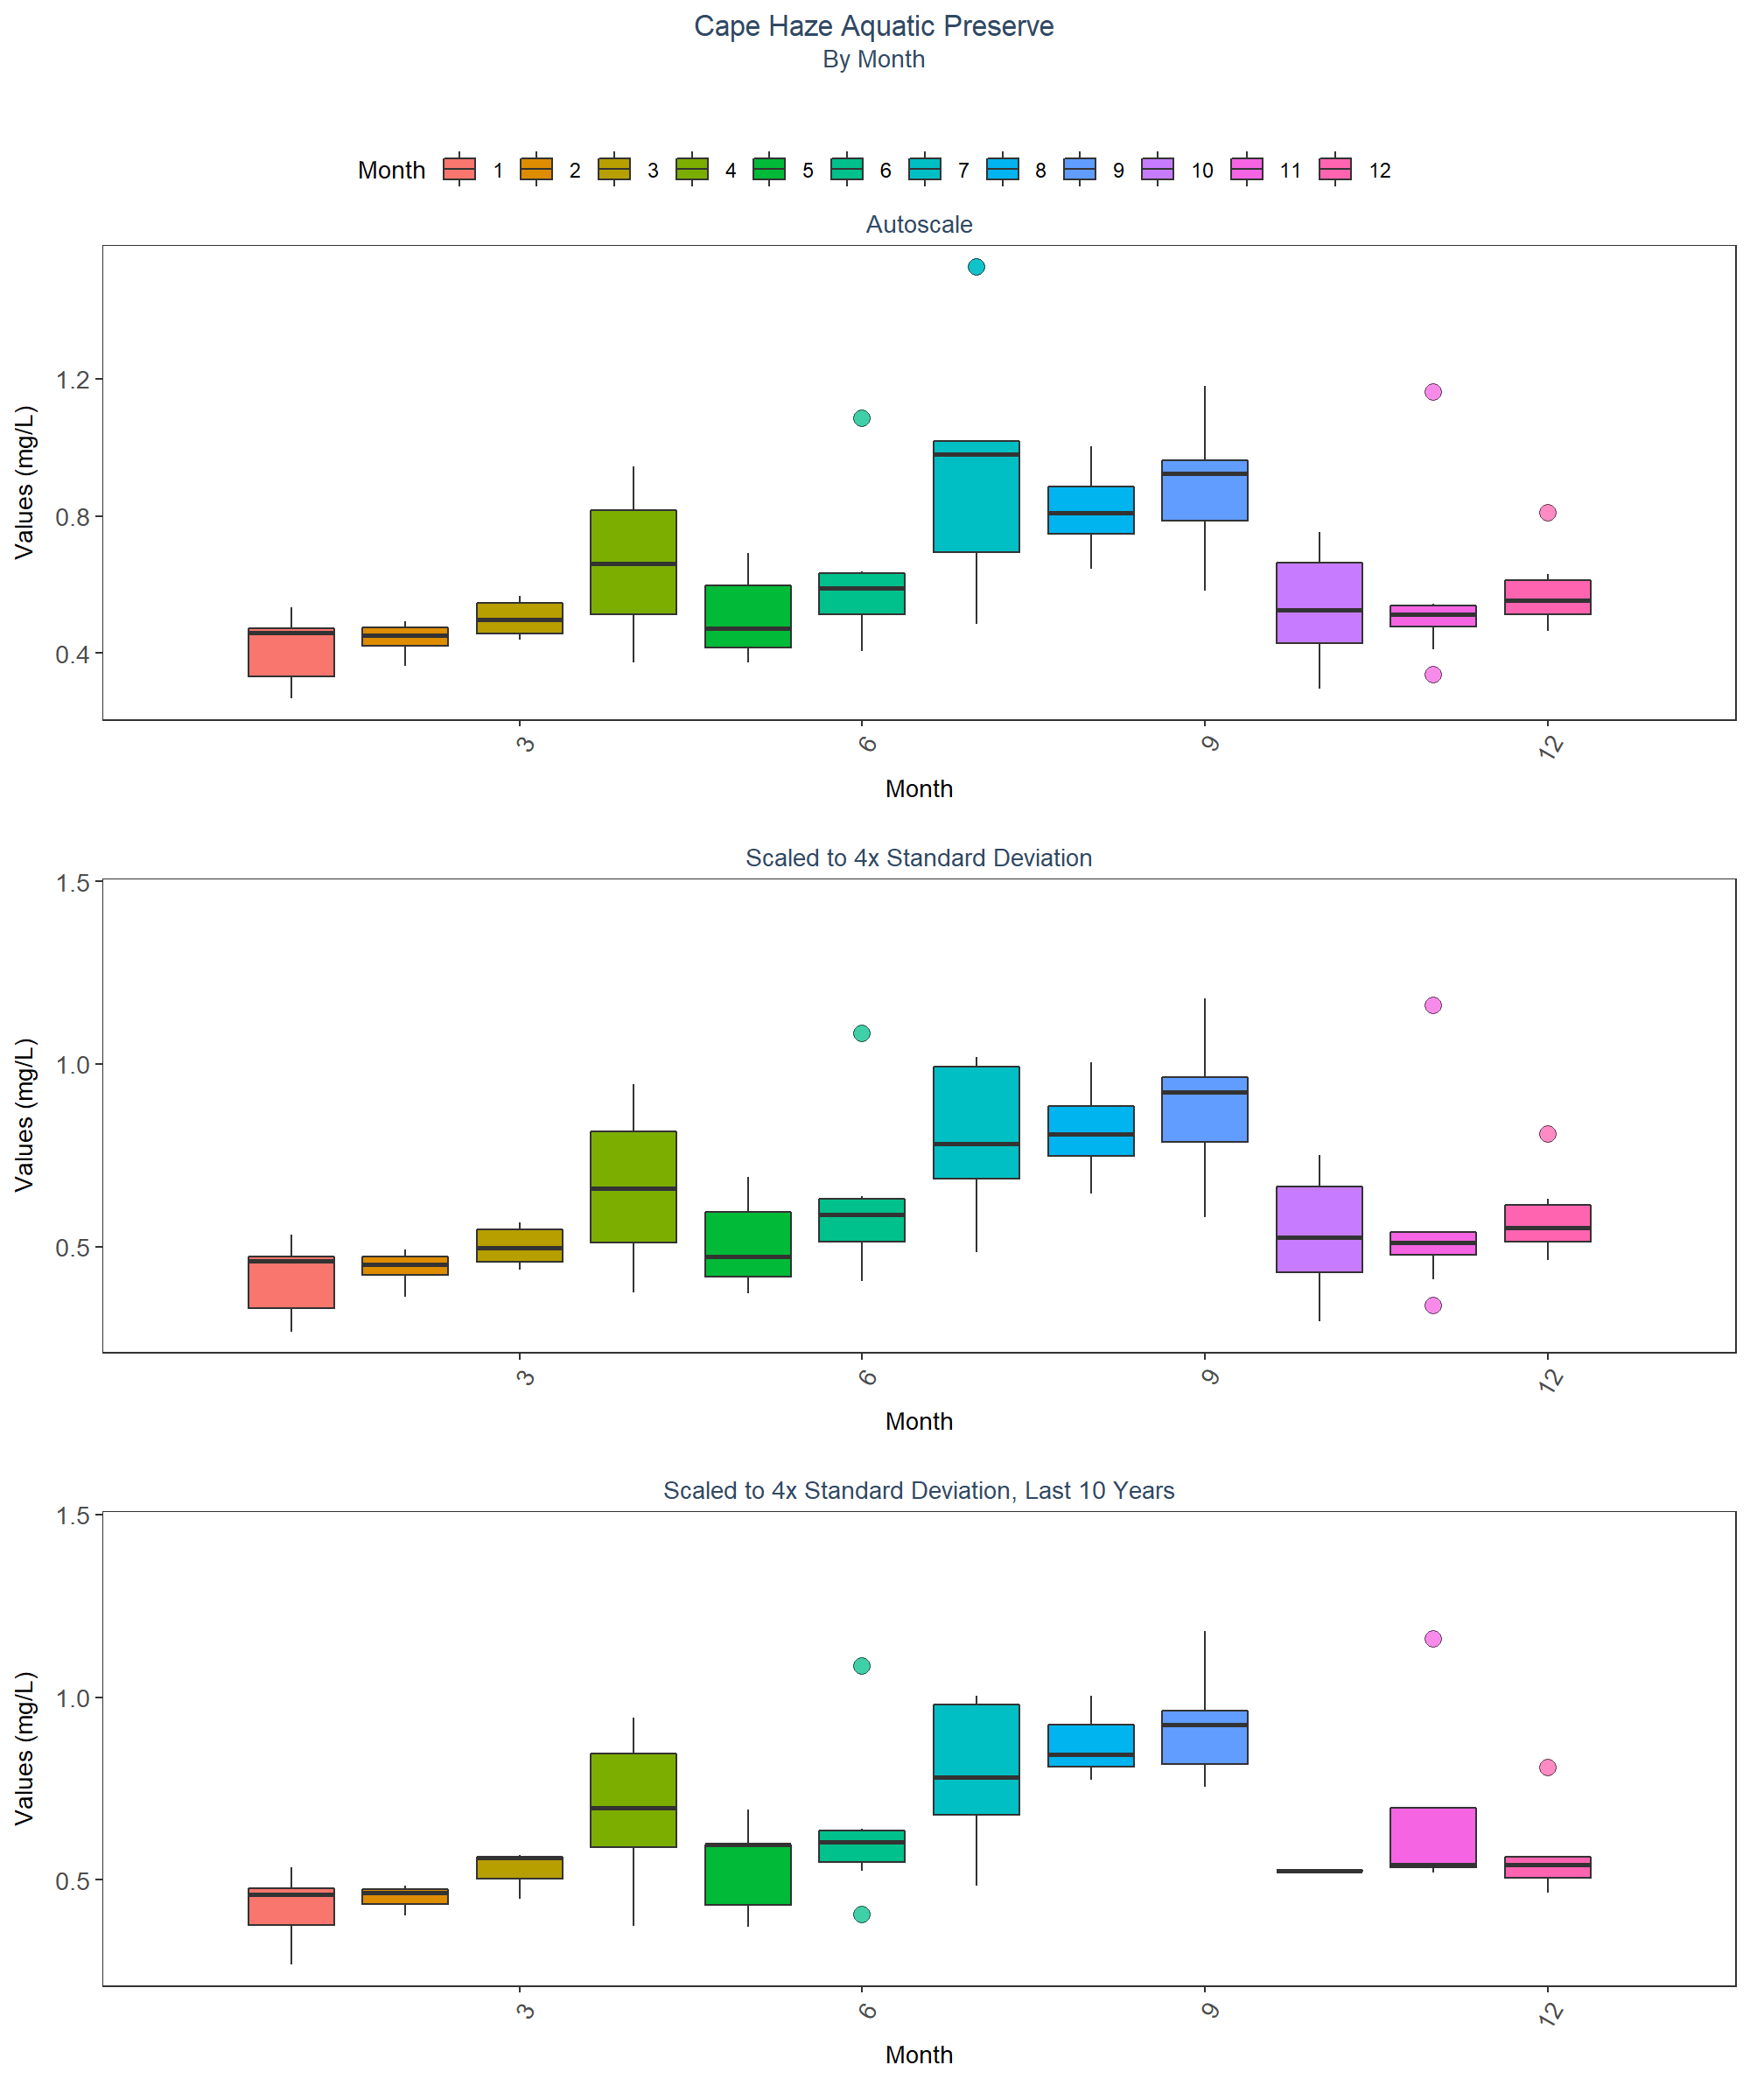 Cape Haze Aquatic Preserve
By Month
Month 1 2 3 4 5 6 7 8 9 10 11 12
Autoscale
Values (mg/L)
1.2
0.8
0.4
3 6 9 12
Month
Scaled to 4x Standard Deviation
Values (mg/L)
1.5
1.0
0.5
3 6 9 12
Month
Scaled to 4x Standard Deviation, Last 10 Years
Values (mg/L)
1.5
1.0
0.5
3 6 9 12
Month